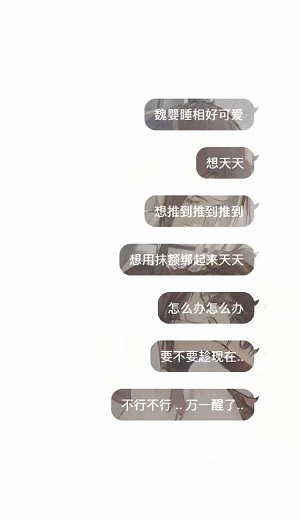 魏婴睡相好可爱
想天天
想推到推到推到
想用抹额绑起来天天
怎么办怎么办
要不要趁现在..
不行不行 .. 万一醒了..